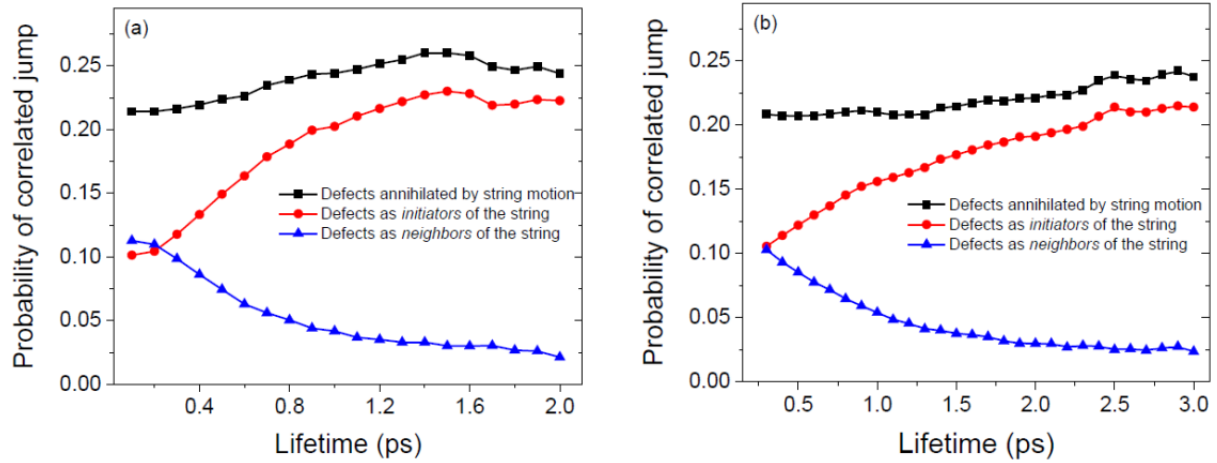 (a)
Probability of correlated jump
0.25
0.20
0.15
0.10
0.05
0.00
Defects annihilated by string motion
Defects as initiators of the string
Defects as neighbors of the string
0.4 0.8 1.2 1.6 2.0
Lifetime (ps)
(b)
Probability of correlated jump
0.25
0.20
0.15
0.10
0.05
0.00
Defects annihilated by string motion
Defects as initiators of the string
Defects as neighbors of the string
0.5 1.0 1.5 2.0 2.5 3.0
Lifetime (ps)